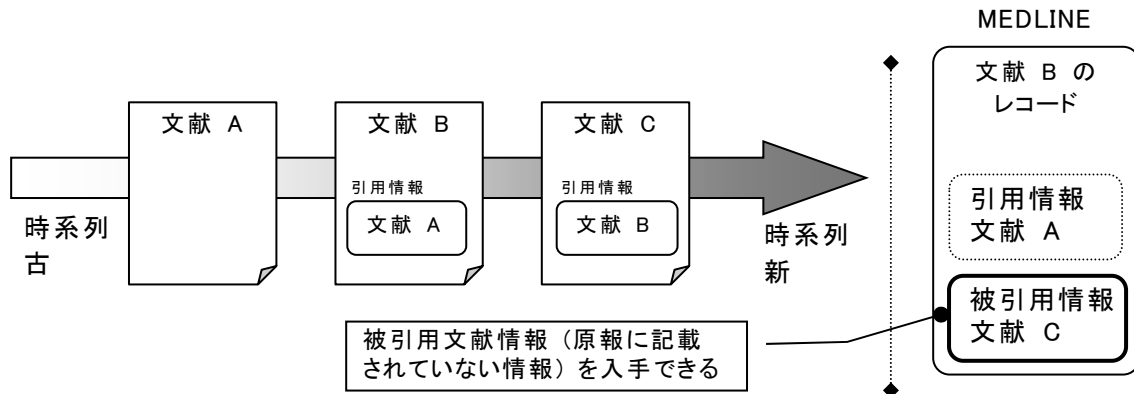 MEDLINE
文献 B の
レコード
文献 A
文献 B
文献 C
引用情報
文献 A
引用情報
文献 B
時系列
古
時系列
新
引用情報
文献 A
被引用情報
文献 C
被引用文献情報（原報に記載
されていない情報）を入手できる